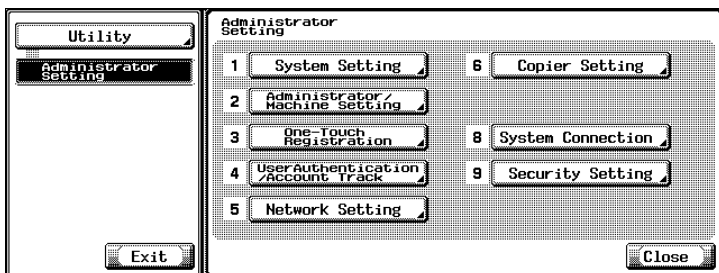 Utility
Administrator
Setting
Administrator
Setting
1 System Setting
2 Administrator/
Machine Setting
3 One-Touch
Registration
4 UserAuthentication
/Account Track
5 Network Setting
6 Copier Setting
8 System Connection
9 Security Setting
Exit
Close